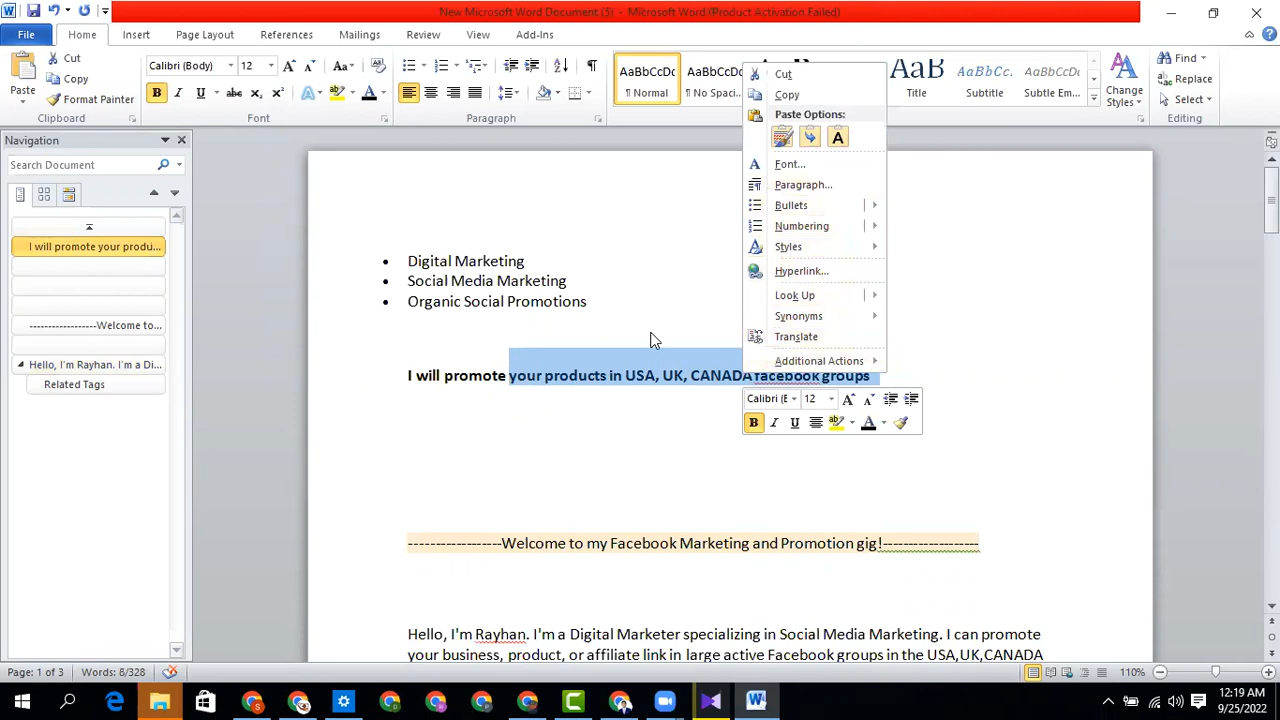 New Microsoft Word Document (3) - Microsoft Word (Product Activation Failed)
File Home Insert Page Layout References Mailings Review View Add-Ins
Paste
Cut
Copy
Format Painter
Clipboard
Calibri (Body) 12
Font
Paragraph
AaBbCcDc
¶ Normal
AaBbCcDc
¶ No Spaci...
AaB
Title
AaBbCcL
Subtitle
AaBbCcDc
Subtle Em...
Change Styles
Find
Replace
Select
Editing
Navigation
Search Document
I will promote your produ...
------------------Welcome to...
Hello, I'm Rayhan. I'm a Di...
Related Tags
Cut
Copy
Paste Options:
Font...
Paragraph...
Bullets
Numbering
Styles
Hyperlink...
Look Up
Synonyms
Translate
Additional Actions
Calibri (E 12
• Digital Marketing
• Social Media Marketing
• Organic Social Promotions
I will promote your products in USA, UK, CANADA facebook groups
------------------Welcome to my Facebook Marketing and Promotion gig!------------------
Hello, I'm Rayhan. I'm a Digital Marketer specializing in Social Media Marketing. I can promote
your business, product, or affiliate link in large active Facebook groups in the USA,UK,CANADA
Page: 1 of 3 Words: 8/328 110%
12:19 AM
9/25/2022